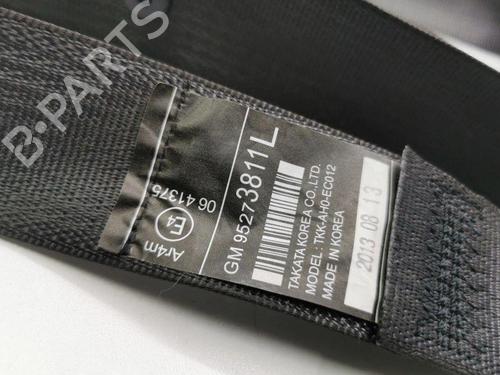 B-PARTS
Ar4m
E4
06 41375
GM 95273811L
TAKATA KOREA CO.,LTD.
MODEL: TKK-AH0-EC012
MADE IN KOREA
2013 08 13